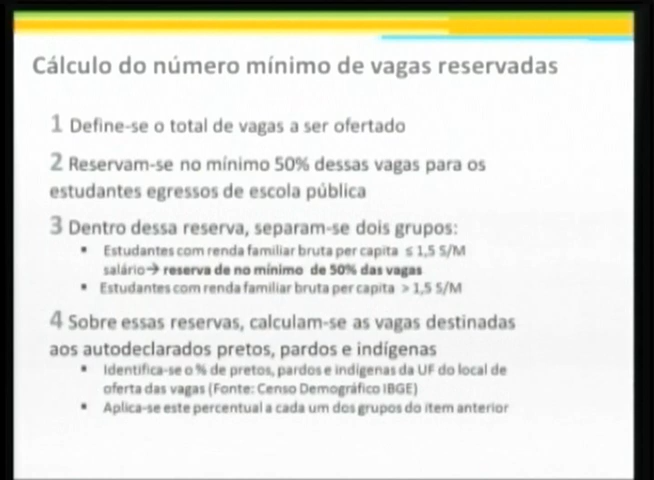 Cálculo do número mínimo de vagas reservadas
1 Define-se o total de vagas a ser ofertado
2 Reservam-se no mínimo 50% dessas vagas para os
estudantes egressos de escola pública
3 Dentro dessa reserva, separam-se dois grupos:
▪ Estudantes com renda familiar bruta per capita ≤ 1,5 S/M
salário→ reserva de no mínimo de 50% das vagas
▪ Estudantes com renda familiar bruta per capita > 1,5 S/M
4 Sobre essas reservas, calculam-se as vagas destinadas
aos autodeclarados pretos, pardos e indígenas
▪ Identifica-se o % de pretos, pardos e indígenas da UF do local de
oferta das vagas (Fonte: Censo Demográfico IBGE)
▪ Aplica-se este percentual a cada um dos grupos do item anterior